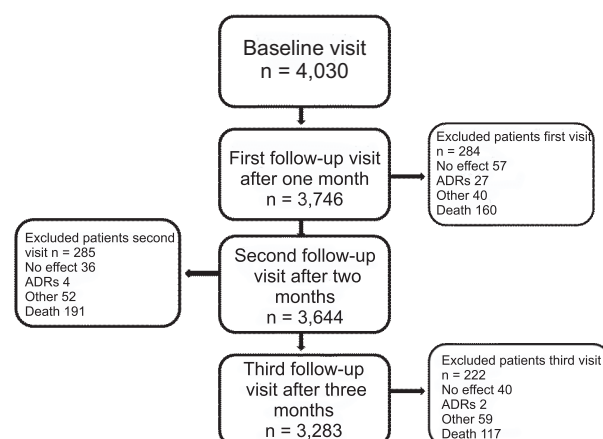 Baseline visit
n = 4,030
First follow-up visit
after one month
n = 3,746
Excluded patients first visit
n = 284
No effect 57
ADRs 27
Other 40
Death 160
Excluded patients second
visit n = 285
No effect 36
ADRs 4
Other 52
Death 191
Second follow-up
visit after two
months
n = 3,644
Third follow-up
visit after three
months
n = 3,283
Excluded patients third visit
n = 222
No effect 40
ADRs 2
Other 59
Death 117